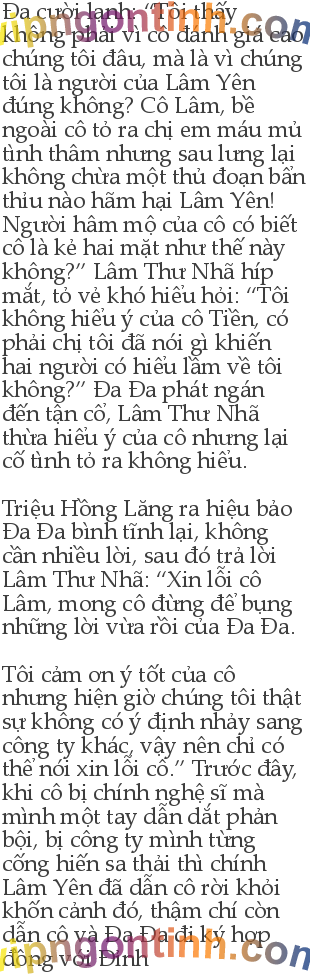 Đa cười lạnh: “Tôi thấy
không phải vì cô đánh giá cao
chúng tôi đâu, mà là vì chúng
tôi là người của Lâm Yên
đúng không? Cô Lâm, bề
ngoài cô tỏ ra chị em máu mủ
tình thâm nhưng sau lưng lại
không chừa một thủ đoạn bẩn
thỉu nào hãm hại Lâm Yên!
Người hâm mộ của cô có biết
cô là kẻ hai mặt như thế này
không?” Lâm Thư Nhã híp
mắt, tỏ vẻ khó hiểu hỏi: “Tôi
không hiểu ý của cô Tiền, có
phải chị tôi đã nói gì khiến
hai người có hiểu lầm về tôi
không?” Đa Đa phát ngán
đến tận cổ, Lâm Thư Nhã
thừa hiểu ý của cô nhưng lại
cố tình tỏ ra không hiểu.

Triệu Hồng Lăng ra hiệu bảo
Đa Đa bình tĩnh lại, không
cần nhiều lời, sau đó trả lời
Lâm Thư Nhã: “Xin lỗi cô
Lâm, mong cô đừng để bụng
những lời vừa rồi của Đa Đa.

Tôi cảm ơn ý tốt của cô
nhưng hiện giờ chúng tôi thật
sự không có ý định nhảy sang
công ty khác, vậy nên chỉ có
thể nói xin lỗi cô.” Trước đây,
khi cô bị chính nghệ sĩ mà
mình một tay dẫn dắt phản
bội, bị công ty mình từng
cống hiến sa thải thì chính
Lâm Yên đã dẫn cô rời khỏi
khốn cảnh đó, thậm chí còn
dẫn cô và Đa Đa đi ký hợp
đồng với Đỉnh
vipngontinh.com
vipngontinh.com